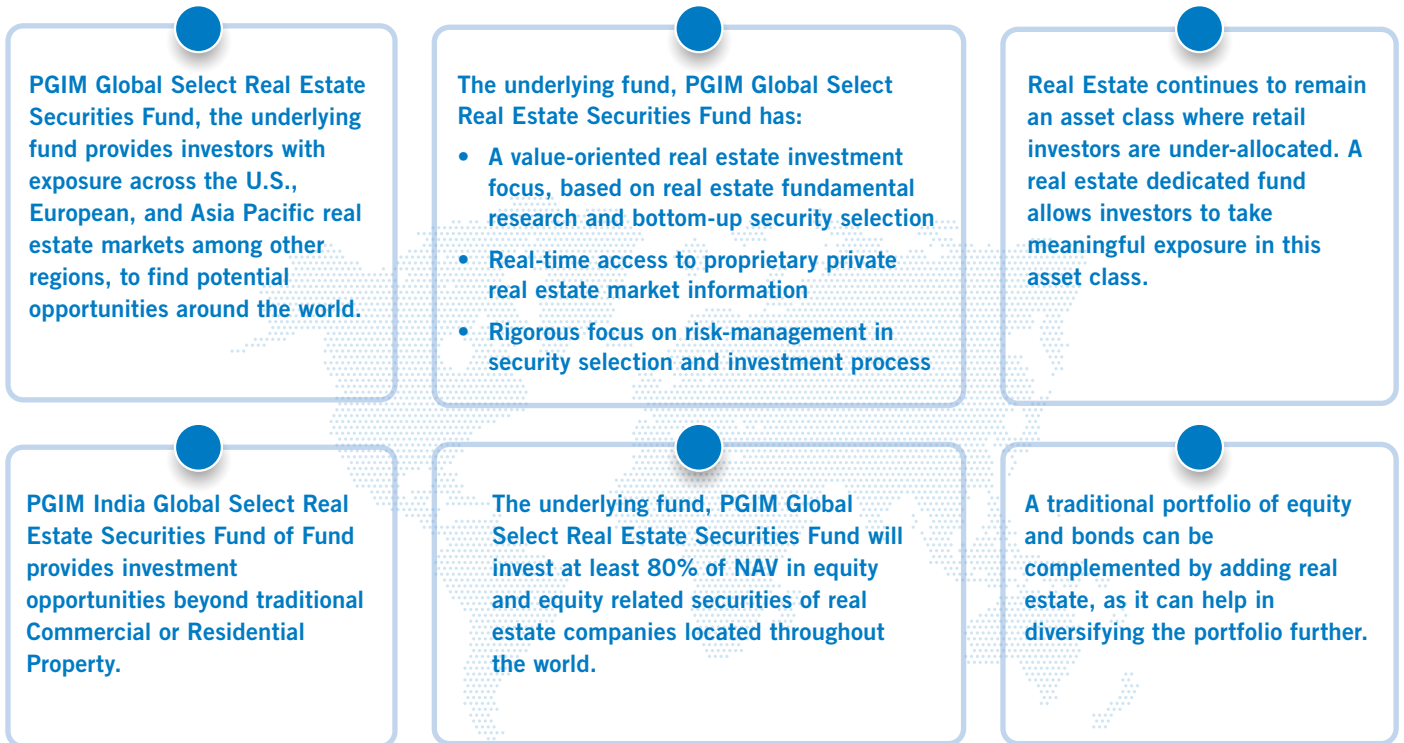 PGIM Global Select Real Estate
Securities Fund, the underlying
fund provides investors with
exposure across the U.S.,
European, and Asia Pacific real
estate markets among other
regions, to find potential
opportunities around the world.
The underlying fund, PGIM Global Select
Real Estate Securities Fund has:
• A value-oriented real estate investment
focus, based on real estate fundamental
research and bottom-up security selection
• Real-time access to proprietary private
real estate market information
• Rigorous focus on risk-management in
security selection and investment process
Real Estate continues to remain
an asset class where retail
investors are under-allocated. A
real estate dedicated fund
allows investors to take
meaningful exposure in this
asset class.
PGIM India Global Select Real
Estate Securities Fund of Fund
provides investment
opportunities beyond traditional
Commercial or Residential
Property.
The underlying fund, PGIM Global
Select Real Estate Securities Fund will
invest at least 80% of NAV in equity
and equity related securities of real
estate companies located throughout
the world.
A traditional portfolio of equity
and bonds can be
complemented by adding real
estate, as it can help in
diversifying the portfolio further.